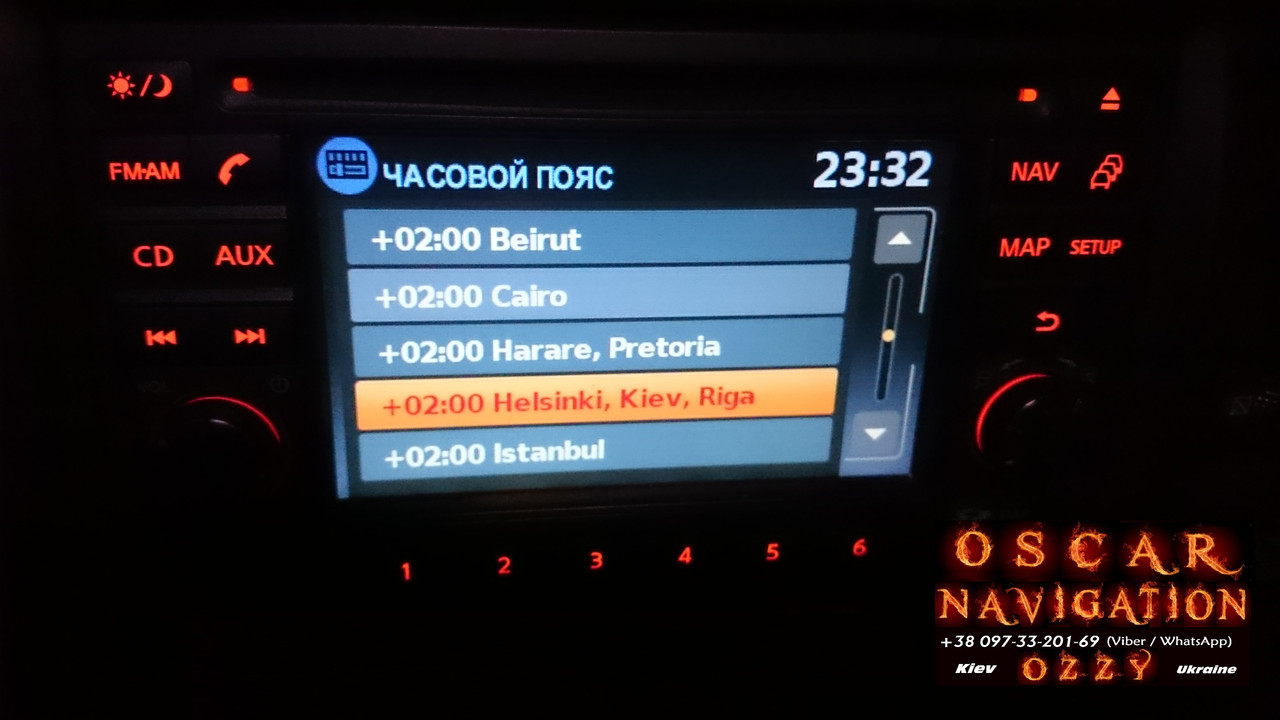 FM·AM
CD
AUX
ЧАСОВОЙ ПОЯС
23:32
+02:00 Beirut
+02:00 Cairo
+02:00 Harare, Pretoria
+02:00 Helsinki, Kiev, Riga
+02:00 Istanbul
NAV
MAP
SETUP
1 2 3 4 5 6
OSCAR
NAVIGATION
+38 097-33-201-69 (Viber / WhatsApp)
Kiev OZZY Ukraine